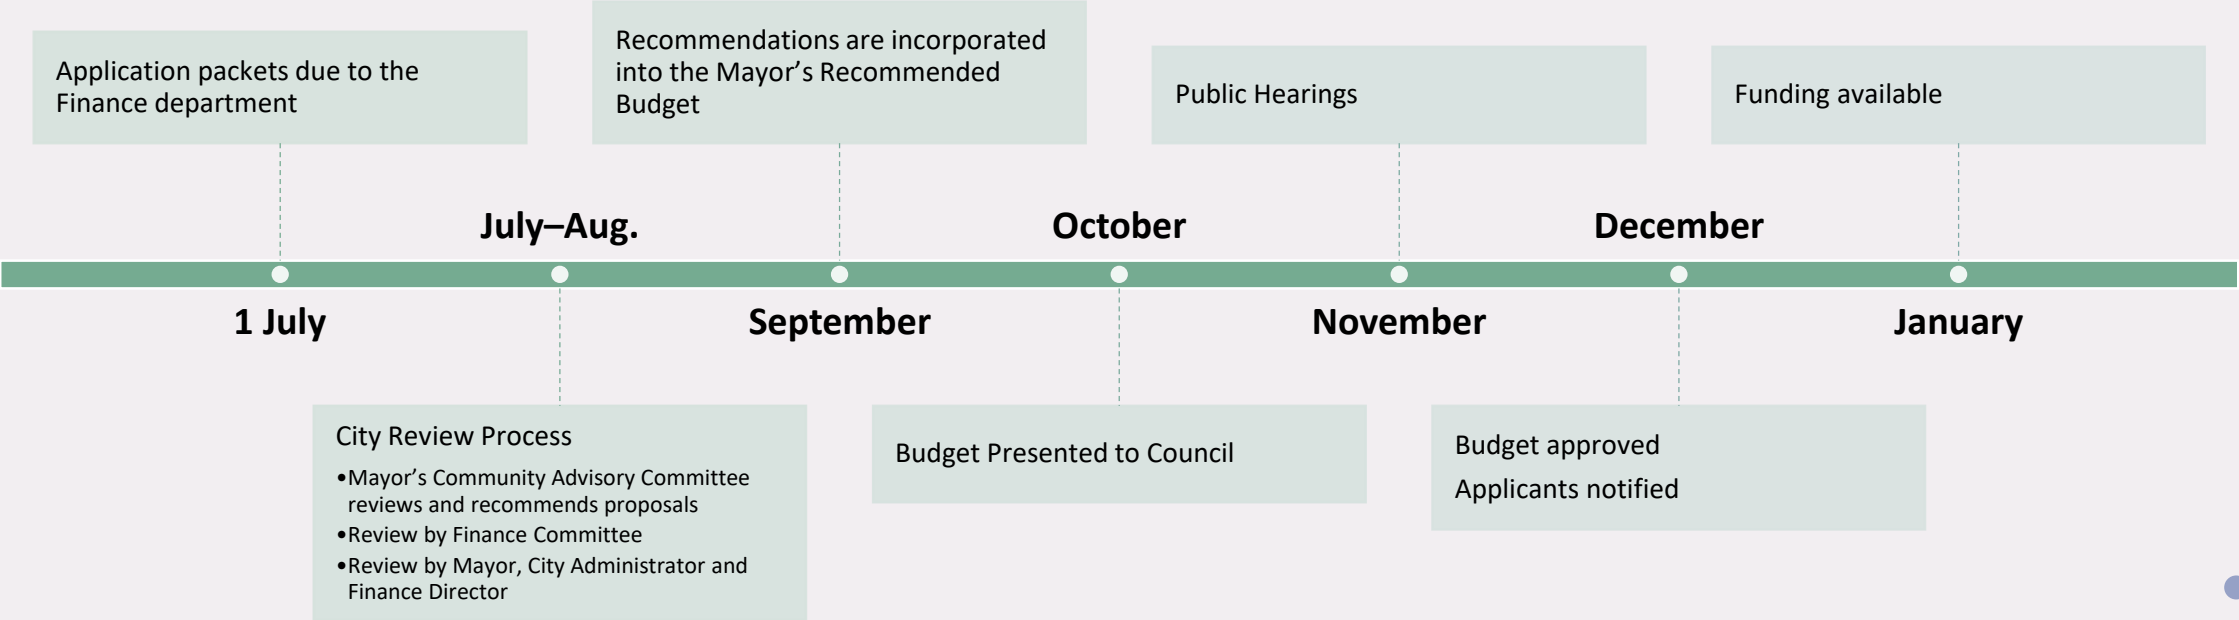 Application packets due to the
Finance department
Recommendations are incorporated
into the Mayor’s Recommended
Budget
Public Hearings
Funding available
July–Aug.
October
December
1 July
September
November
January
City Review Process
•Mayor’s Community Advisory Committee
reviews and recommends proposals
•Review by Finance Committee
•Review by Mayor, City Administrator and
Finance Director
Budget Presented to Council
Budget approved
Applicants notified